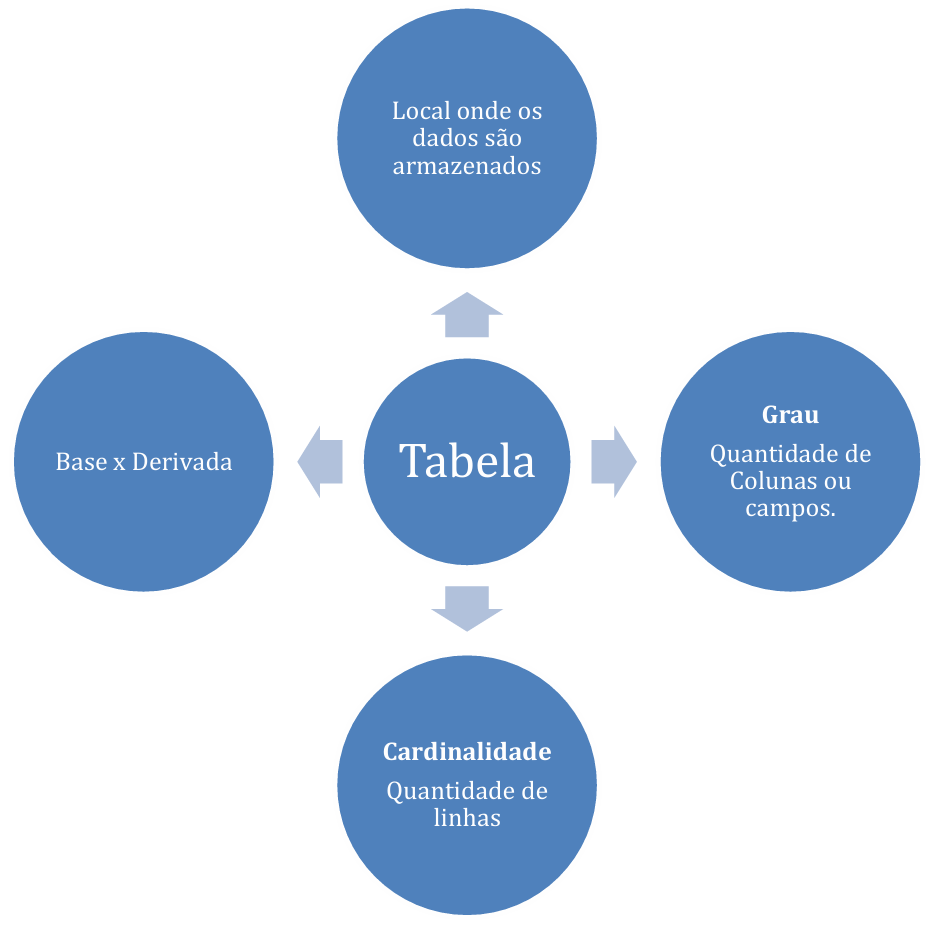 Local onde os
dados são
armazenados
Base x Derivada
Tabela
Grau
Quantidade de
Colunas ou
campos.
Cardinalidade
Quantidade de
linhas